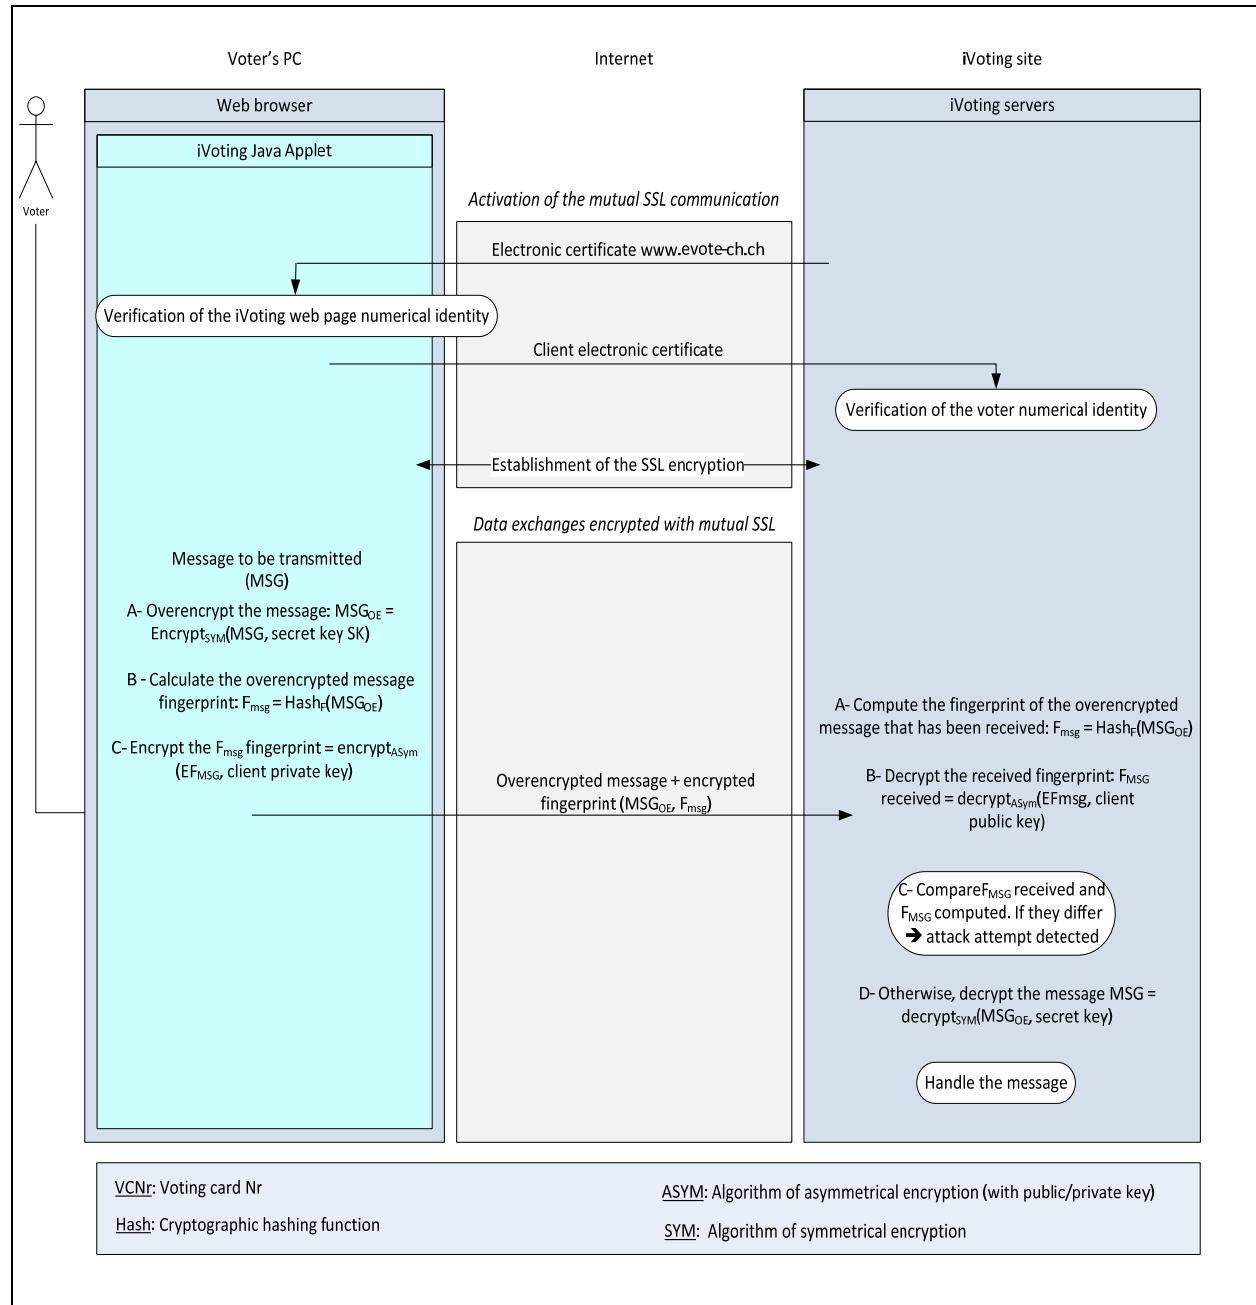 Voter's PC
Internet
iVoting site
Web browser
iVoting servers
iVoting Java Applet
Voter
Activation of the mutual SSL communication
Electronic certificate www.evote-ch.ch
Verification of the iVoting web page numerical identity
Client electronic certificate
Verification of the voter numerical identity
Establishment of the SSL encryption
Data exchanges encrypted with mutual SSL
Message to be transmitted
(MSG)
A- Overencrypt the message: MSGOE =
EncryptSYM(MSG, secret key SK)
B - Calculate the overencrypted message
fingerprint: Fmsg = HashF(MSGOE)
C- Encrypt the Fmsg fingerprint = encryptASym
(EFMSG, client private key)
Overencrypted message + encrypted
fingerprint (MSGOE, Fmsg)
A- Compute the fingerprint of the overencrypted
message that has been received: Fmsg = HashF(MSGOE)
B- Decrypt the received fingerprint: FMSG
received = decryptASym(EFmsg, client
public key)
C- CompareFMSG received and
FMSG computed. If they differ
➔ attack attempt detected
D- Otherwise, decrypt the message MSG =
decryptSYM(MSGOE, secret key)
Handle the message
VCNr: Voting card Nr
Hash: Cryptographic hashing function
ASYM: Algorithm of asymmetrical encryption (with public/private key)
SYM: Algorithm of symmetrical encryption